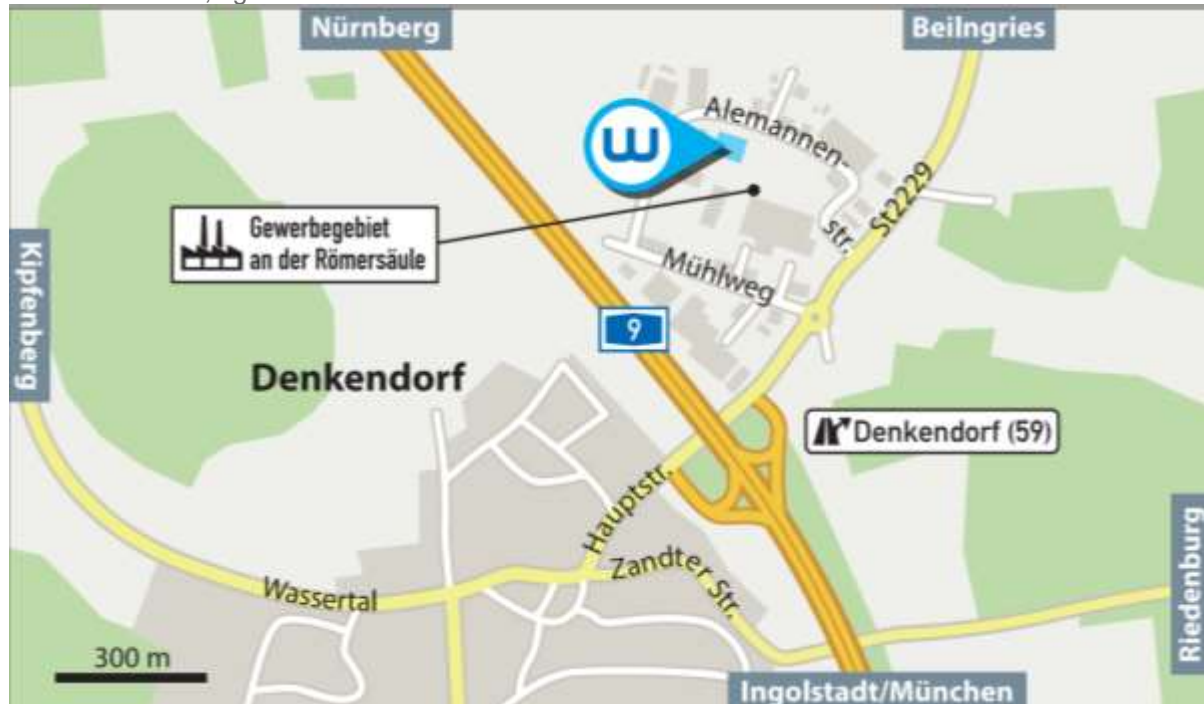 Nürnberg
Beilngries
Alemannen-
str.
W
St2229
Gewerbegebiet
an der Römersäule
Mühlweg
Kipfenberg
9
Denkendorf
Denkendorf (59)
Hauptstr.
Zandter Str.
Wassertal
Riedenburg
300 m
Ingolstadt/München